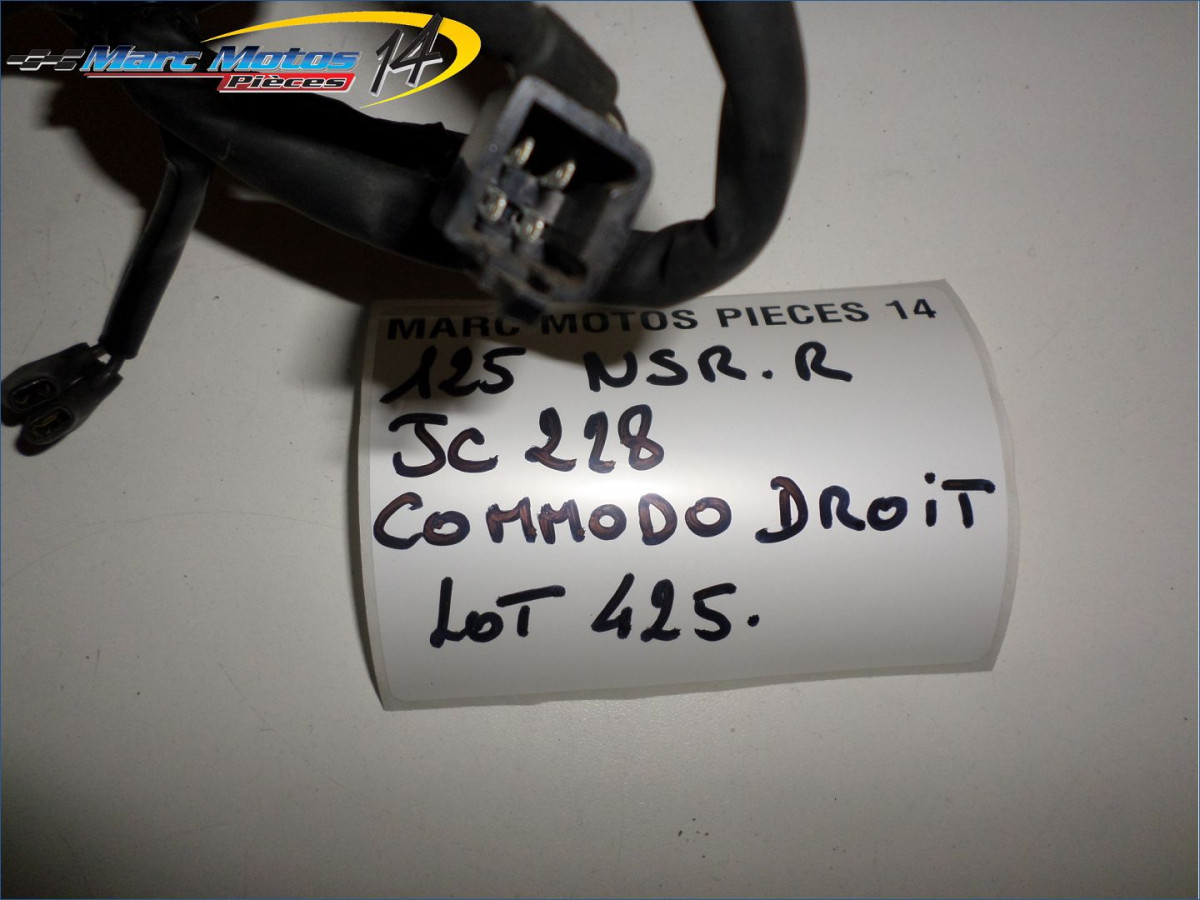 Marc Motos 14
Pièces
MARC MOTOS PIECES 14
125 NSR.R
JC 228
COMMODO DROiT
LOT 425.